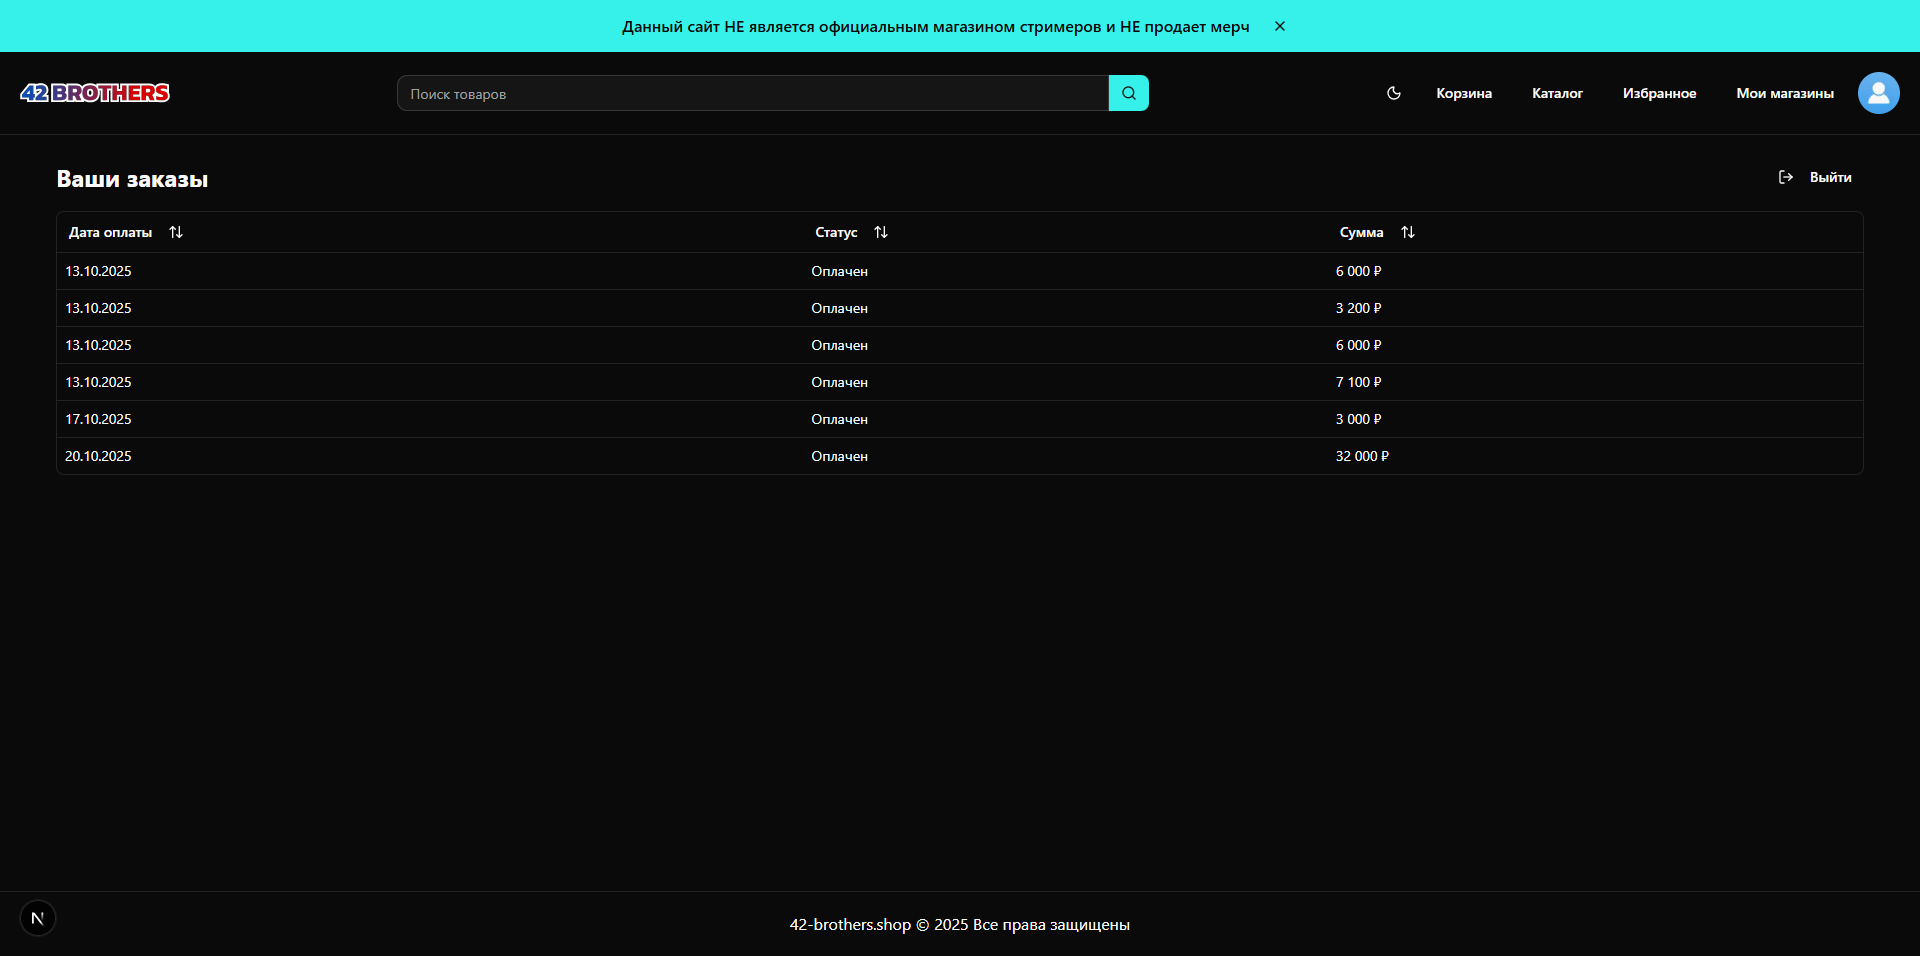 Данный сайт НЕ является официальным магазином стримеров и НЕ продает мерч
42 BROTHERS
Поиск товаров
Корзина Каталог Избранное Мои магазины
Ваши заказы
Выйти
Дата оплаты Статус Сумма
13.10.2025 Оплачен 6 000 ₽
13.10.2025 Оплачен 3 200 ₽
13.10.2025 Оплачен 6 000 ₽
13.10.2025 Оплачен 7 100 ₽
17.10.2025 Оплачен 3 000 ₽
20.10.2025 Оплачен 32 000 ₽
N
42-brothers.shop © 2025 Все права защищены